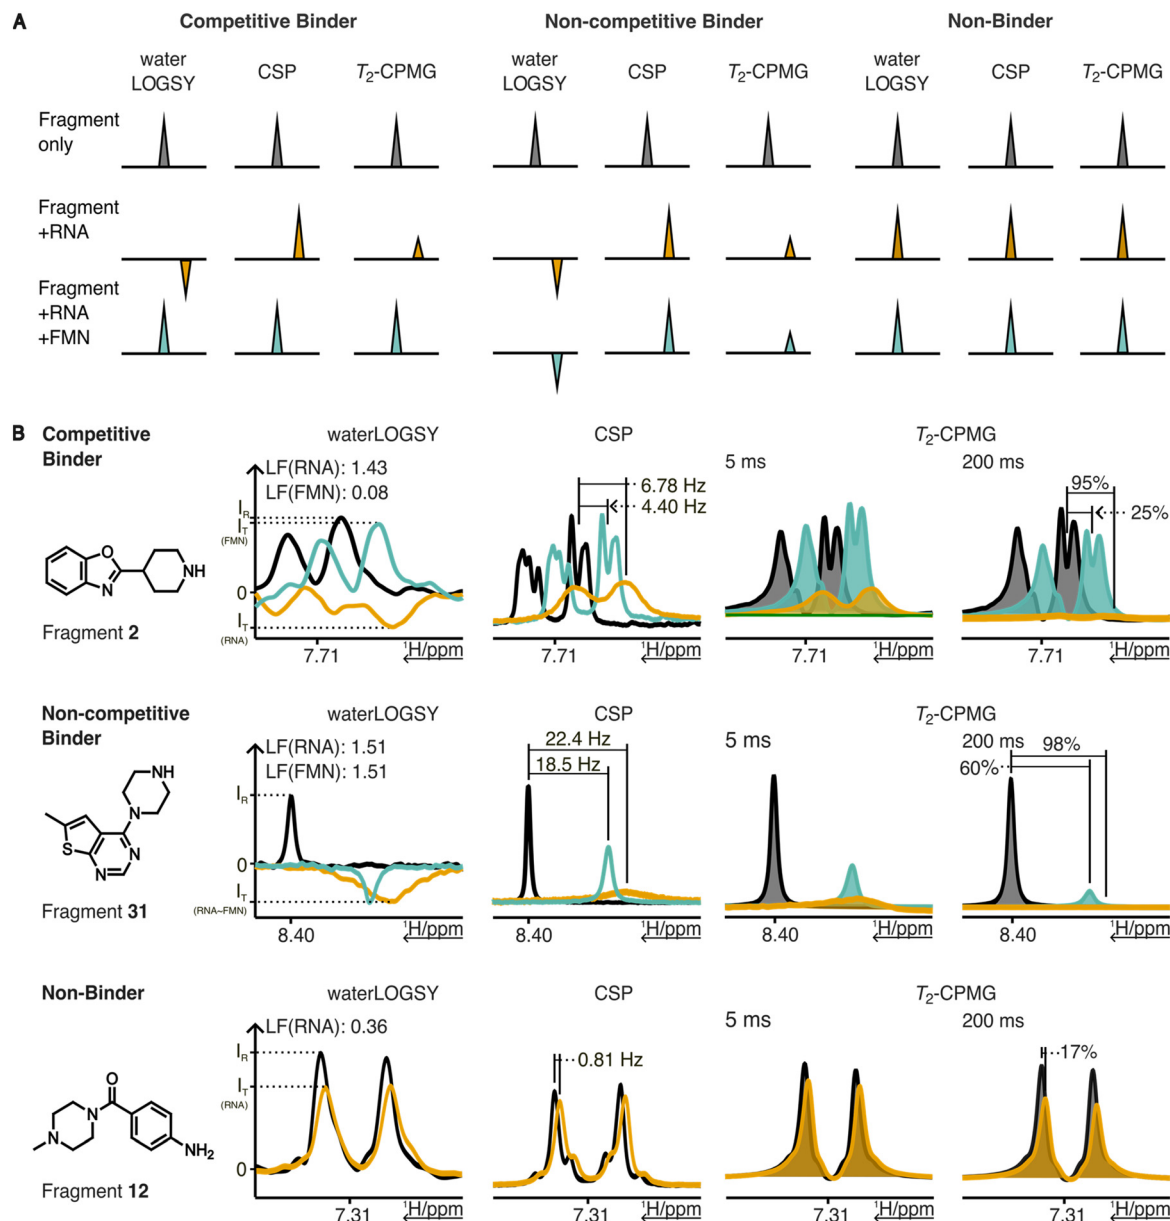 A
Competitive Binder
Non-competitive Binder
Non-Binder
water
LOGSY
CSP
T2-CPMG
water
LOGSY
CSP
T2-CPMG
water
LOGSY
CSP
T2-CPMG
Fragment
only
Fragment
+RNA
Fragment
+RNA
+FMN
B
Competitive
Binder
waterLOGSY
CSP
T2-CPMG
LF(RNA): 1.43
LF(FMN): 0.08
IR
IT
(FMN)
0
IT
(RNA)
7.71
1H/ppm
6.78 Hz
4.40 Hz
7.71
1H/ppm
5 ms
7.71
1H/ppm
200 ms
95%
25%
7.71
1H/ppm
O
N
NH
Fragment 2
Non-competitive
Binder
waterLOGSY
CSP
T2-CPMG
LF(RNA): 1.51
LF(FMN): 1.51
IR
0
IT
(RNA~FMN)
8.40
1H/ppm
22.4 Hz
18.5 Hz
8.40
1H/ppm
5 ms
8.40
1H/ppm
200 ms
98%
60%
8.40
1H/ppm
NH
N
N
S
N
Fragment 31
Non-Binder
waterLOGSY
CSP
T2-CPMG
LF(RNA): 0.36
IR
IT
(RNA)
0
7.31
1H/ppm
0.81 Hz
7.31
1H/ppm
5 ms
7.31
1H/ppm
200 ms
17%
7.31
1H/ppm
O
N
N
NH2
Fragment 12